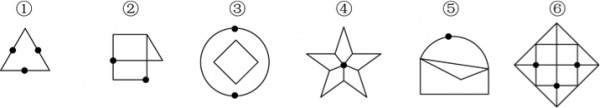 ① ② ③ ④ ⑤ ⑥